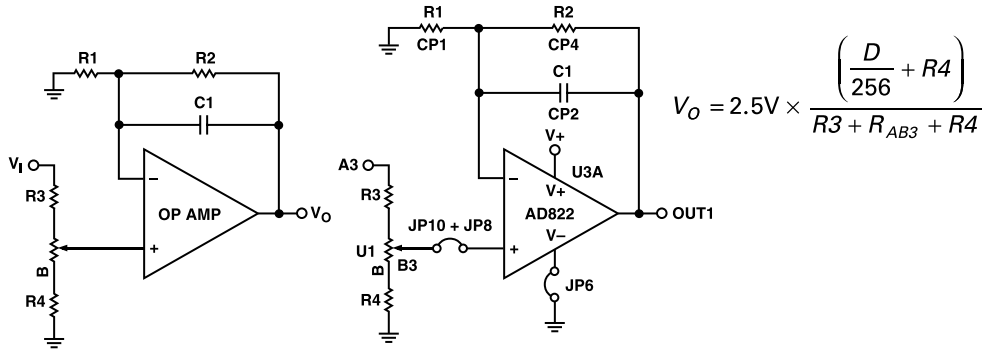 R1
R2
C1
VI
R3
B
R4
OP AMP
−
+
VO
R1
CP1
R2
CP4
C1
CP2
V+
U3A
V+
AD822
V−
−
+
OUT1
A3
R3
JP10 + JP8
U1
B
B3
R4
JP6
VO = 2.5V × (D/256 + R4) / R3 + RAB3 + R4